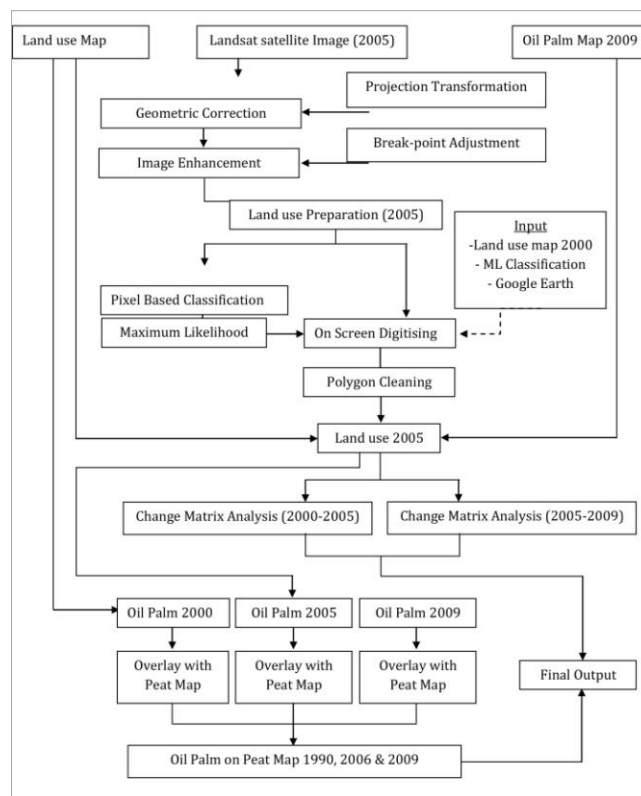 Land use Map
Landsat satellite Image (2005)
Oil Palm Map 2009
Projection Transformation
Geometric Correction
Break-point Adjustment
Image Enhancement
Land use Preparation (2005)
Input
-Land use map 2000
- ML Classification
- Google Earth
Pixel Based Classification
Maximum Likelihood
On Screen Digitising
Polygon Cleaning
Land use 2005
Change Matrix Analysis (2000-2005)
Change Matrix Analysis (2005-2009)
Oil Palm 2000
Oil Palm 2005
Oil Palm 2009
Overlay with
Peat Map
Overlay with
Peat Map
Overlay with
Peat Map
Final Output
Oil Palm on Peat Map 1990, 2006 & 2009